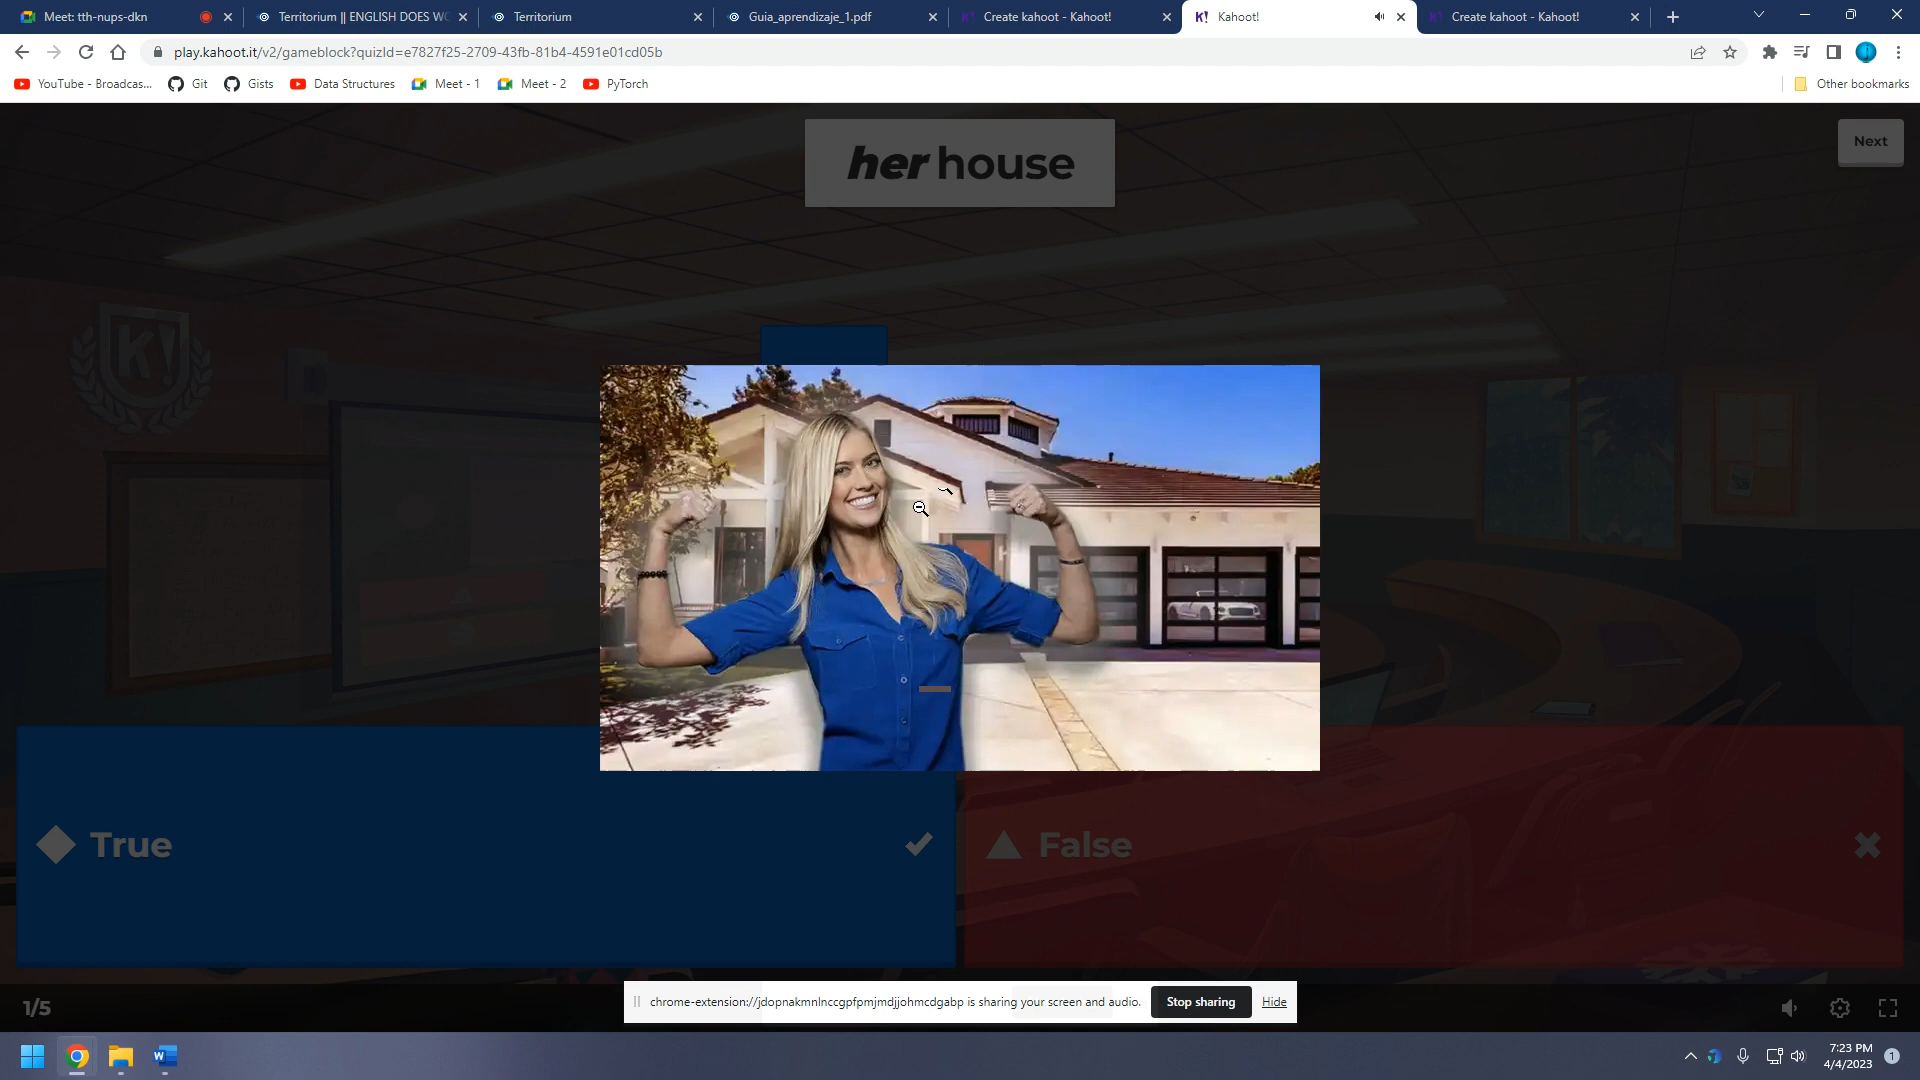 Meet: tth-nups-dkn
Territorium || ENGLISH DOES WC
Territorium
Guia_aprendizaje_1.pdf
Create kahoot - Kahoot!
K! Kahoot!
Create kahoot - Kahoot!
play.kahoot.it/v2/gameblock?quizId=e7827f25-2709-43fb-81b4-4591e01cd05b
YouTube - Broadcas...
Git
Gists
Data Structures
Meet - 1
Meet - 2
PyTorch
Other bookmarks
her house
Next
K!
True
False
1/5
chrome-extension://jdopnakmnlnccgpfpmjmdjjohmcdgabp is sharing your screen and audio.
Stop sharing
Hide
7:23 PM
4/4/2023
1